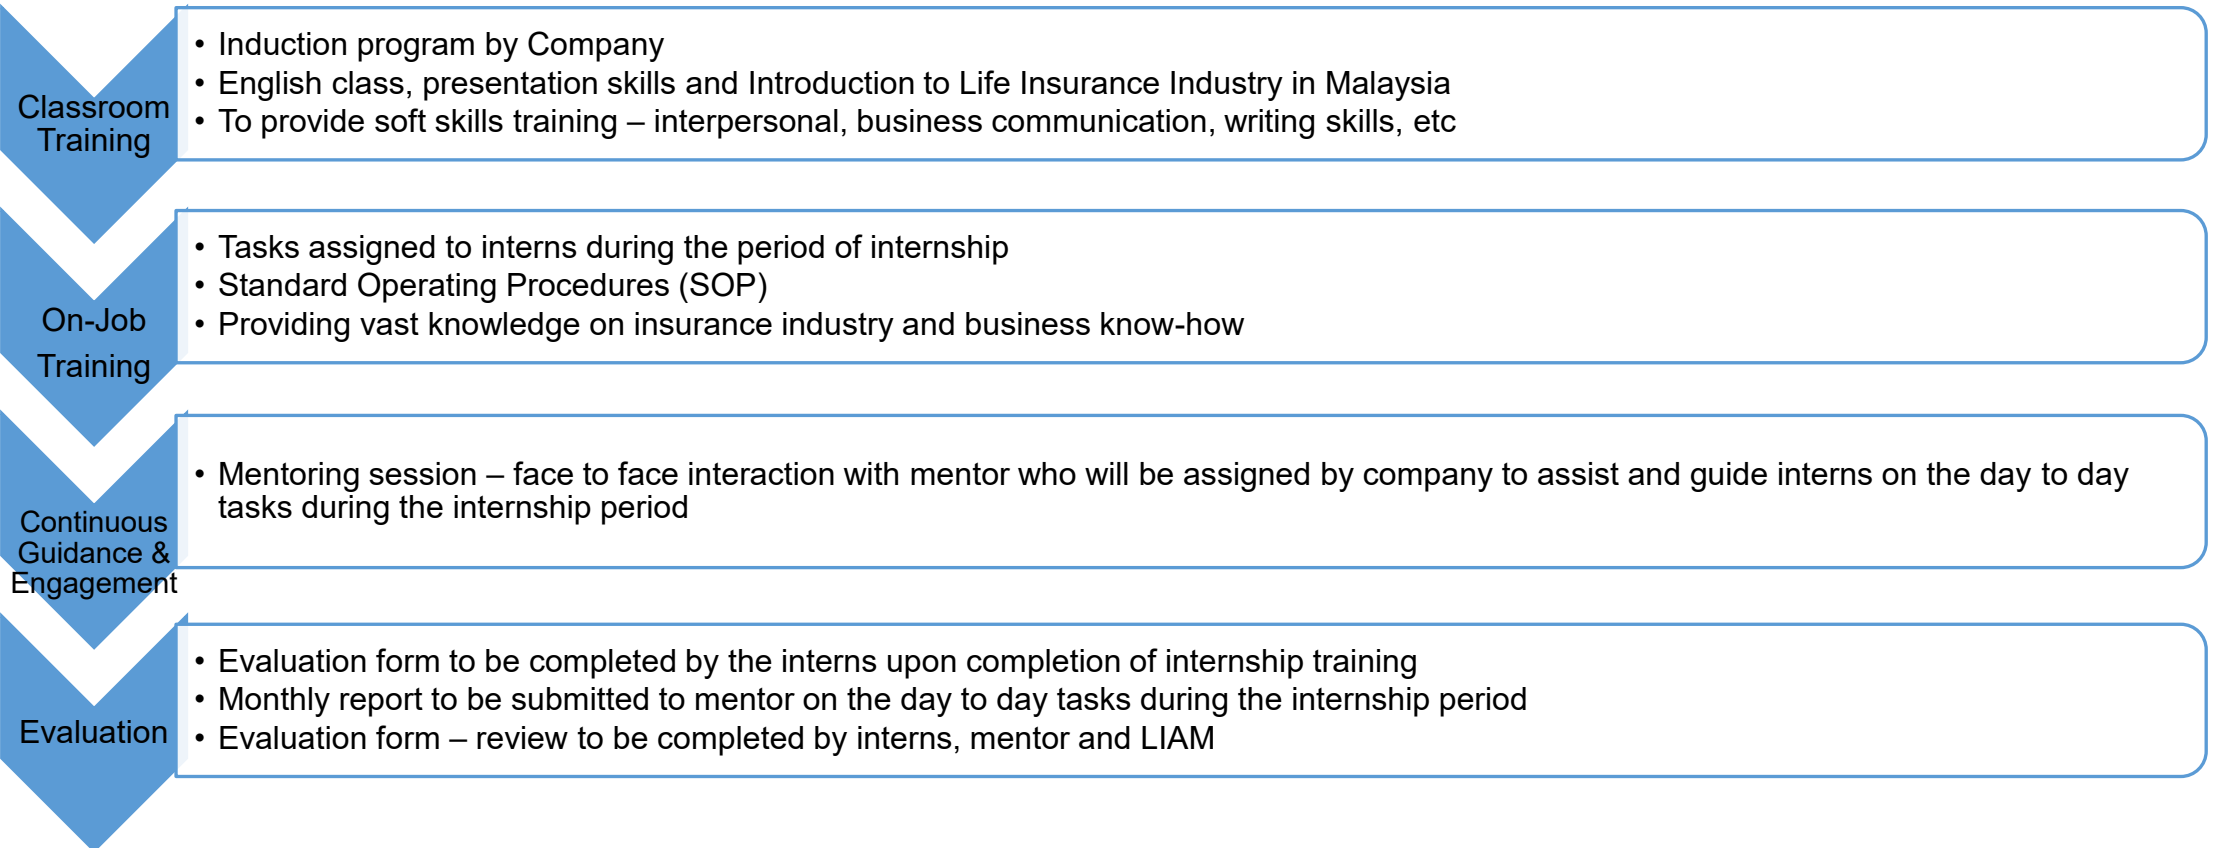 Classroom
Training
• Induction program by Company
• English class, presentation skills and Introduction to Life Insurance Industry in Malaysia
• To provide soft skills training – interpersonal, business communication, writing skills, etc
On-Job
Training
• Tasks assigned to interns during the period of internship
• Standard Operating Procedures (SOP)
• Providing vast knowledge on insurance industry and business know-how
Continuous
Guidance &
Engagement
• Mentoring session – face to face interaction with mentor who will be assigned by company to assist and guide interns on the day to day
tasks during the internship period
Evaluation
• Evaluation form to be completed by the interns upon completion of internship training
• Monthly report to be submitted to mentor on the day to day tasks during the internship period
• Evaluation form – review to be completed by interns, mentor and LIAM